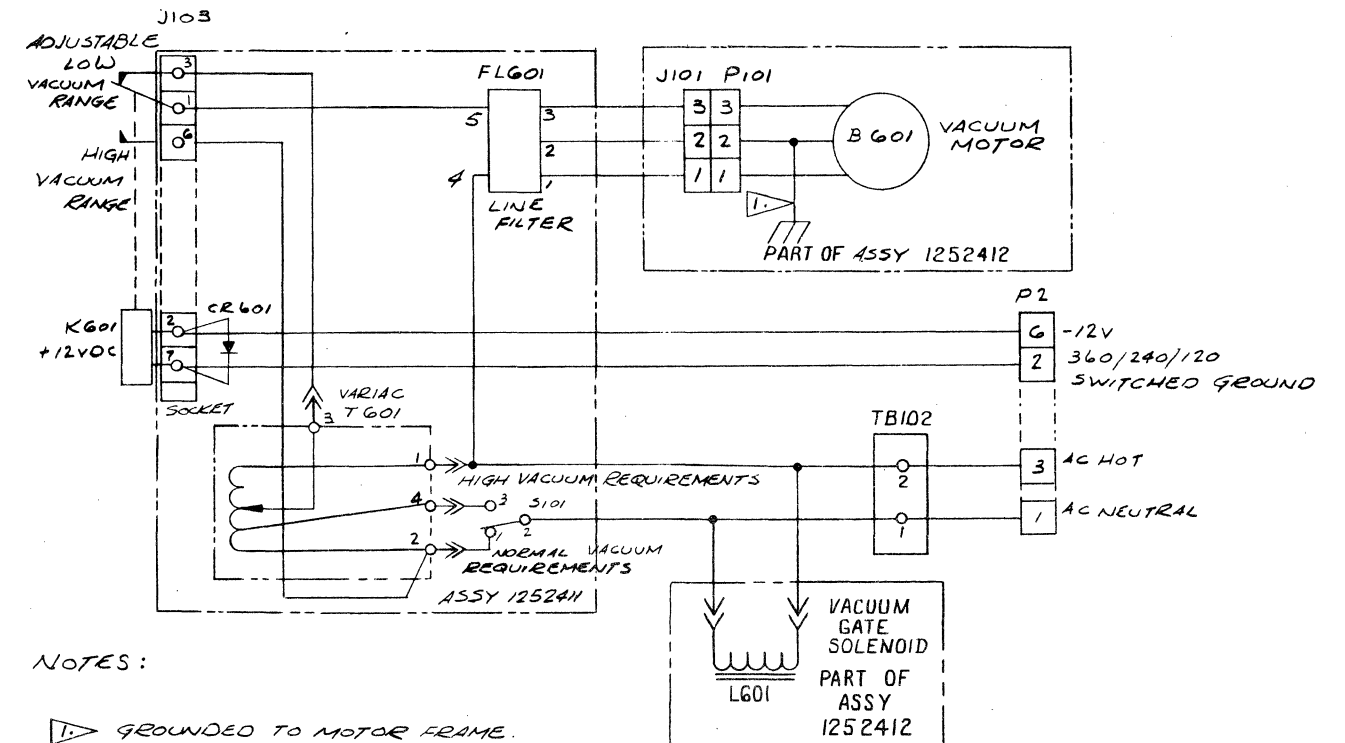 J103
ADJUSTABLE
LOW
VACUUM
RANGE
3
1
6
HIGH
VACUUM
RANGE
FL601
5
3
2
4
1
LINE
FILTER
J101 P101
3 3
2 2
1 1
B601
VACUUM
MOTOR
1.
PART OF ASSY 1252412
K601
+12VDC
2
7
CR601
SOCKET
P2
6 -12V
2 360/240/120
SWITCHED GROUND
VARIAC
T601
3
1
4
2
HIGH VACUUM REQUIREMENTS
3
S101
1
2
NORMAL VACUUM
REQUIREMENTS
ASSY 1252411
TB102
2
1
3 AC HOT
1 AC NEUTRAL
VACUUM
GATE
SOLENOID
L601
PART OF
ASSY
1252412
NOTES:
1. GROUNDED TO MOTOR FRAME.